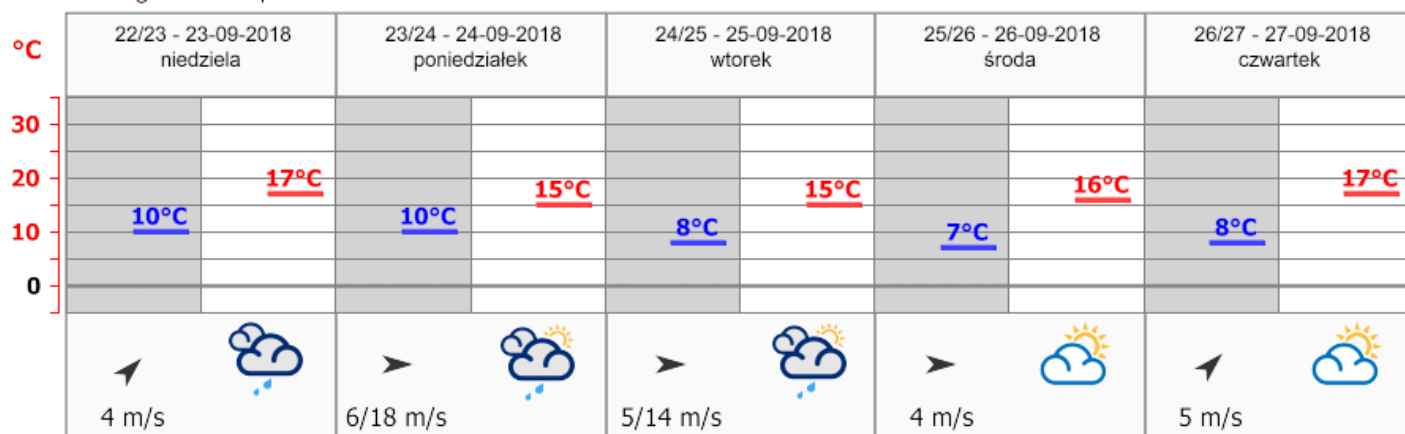 °C
22/23 - 23-09-2018
niedziela
23/24 - 24-09-2018
poniedziałek
24/25 - 25-09-2018
wtorek
25/26 - 26-09-2018
środa
26/27 - 27-09-2018
czwartek
30
20
10
0
10°C
17°C
10°C
15°C
8°C
15°C
7°C
16°C
8°C
17°C
4 m/s
6/18 m/s
5/14 m/s
4 m/s
5 m/s